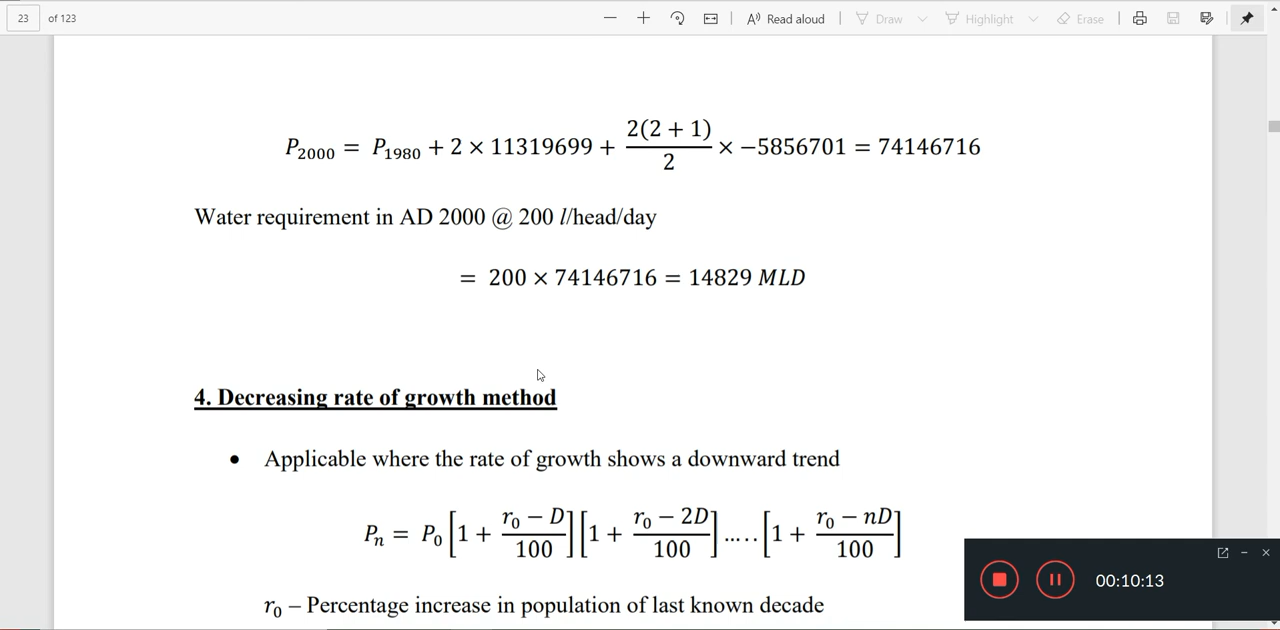 23 of 123 Read aloud Draw Highlight Erase
P₂₀₀₀ = P₁₉₈₀ + 2 × 11319699 + 2(2 + 1)/2 × −5856701 = 74146716
Water requirement in AD 2000 @ 200 l/head/day
= 200 × 74146716 = 14829 MLD
4. Decreasing rate of growth method
• Applicable where the rate of growth shows a downward trend
Pₙ = P₀ [1 + r₀ − D/100] [1 + r₀ − 2D/100] ..... [1 + r₀ − nD/100]
00:10:13
r₀ – Percentage increase in population of last known decade